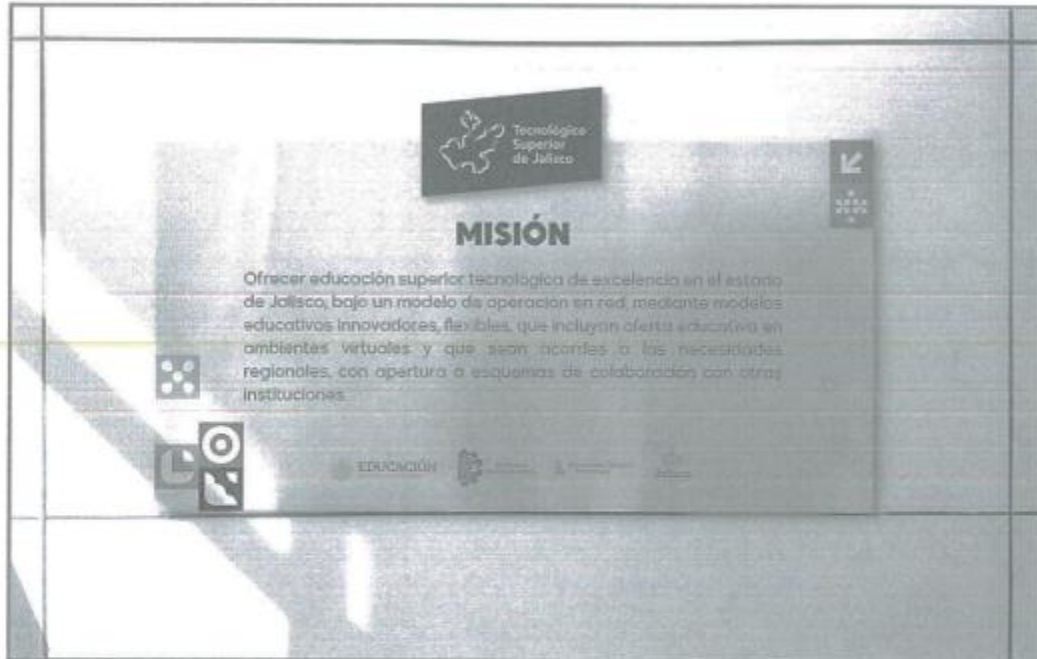 Tecnológico
Superior
de Jalisco
MISIÓN
Ofrecer educación superior tecnológica de excelencia en el estado
de Jalisco, bajo un modelo de operación en red, mediante modelos
educativos innovadores, flexibles, que incluyan oferta educativa en
ambientes virtuales y que sean acordes a las necesidades
regionales, con apertura a esquemas de colaboración con otras
instituciones.
EDUCACIÓN